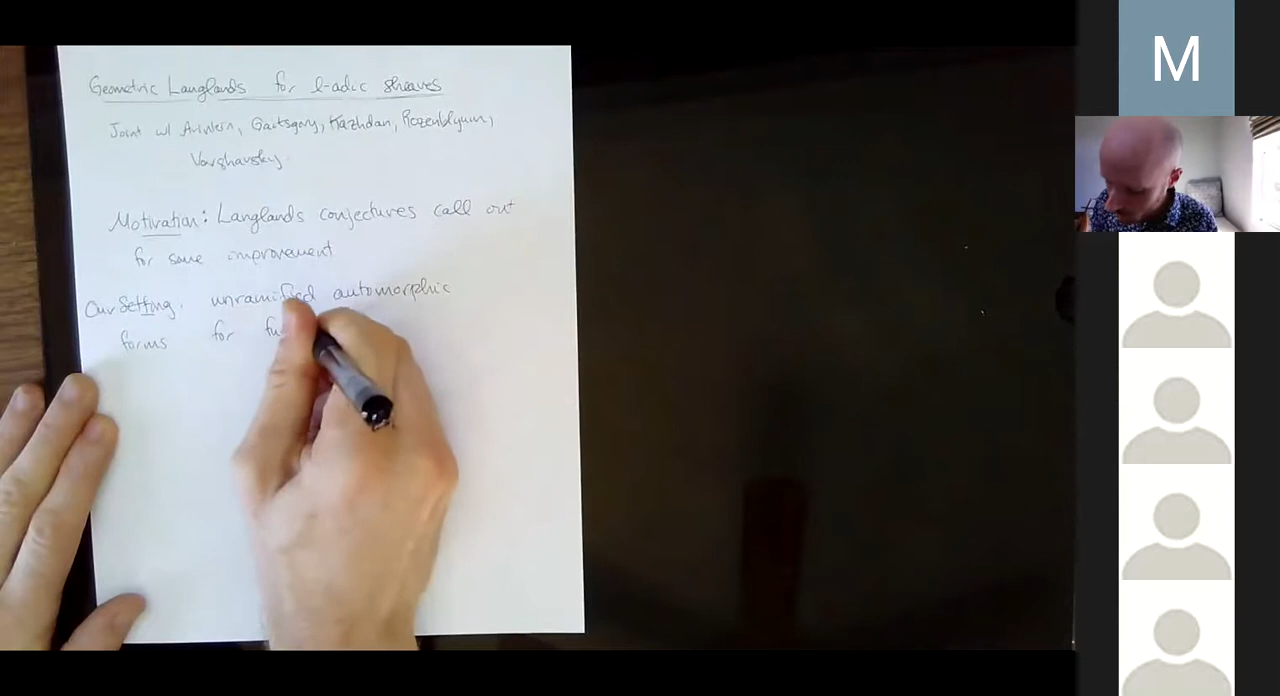 Geometric Langlands for l-adic sheaves
Joint w/ Arinkin, Gaitsgory, Kazhdan, Rozenblyum,
Varshavsky.
Motivation: Langlands conjectures call out
for some improvement
Our Setting: unramified automorphic
forms for fu
M